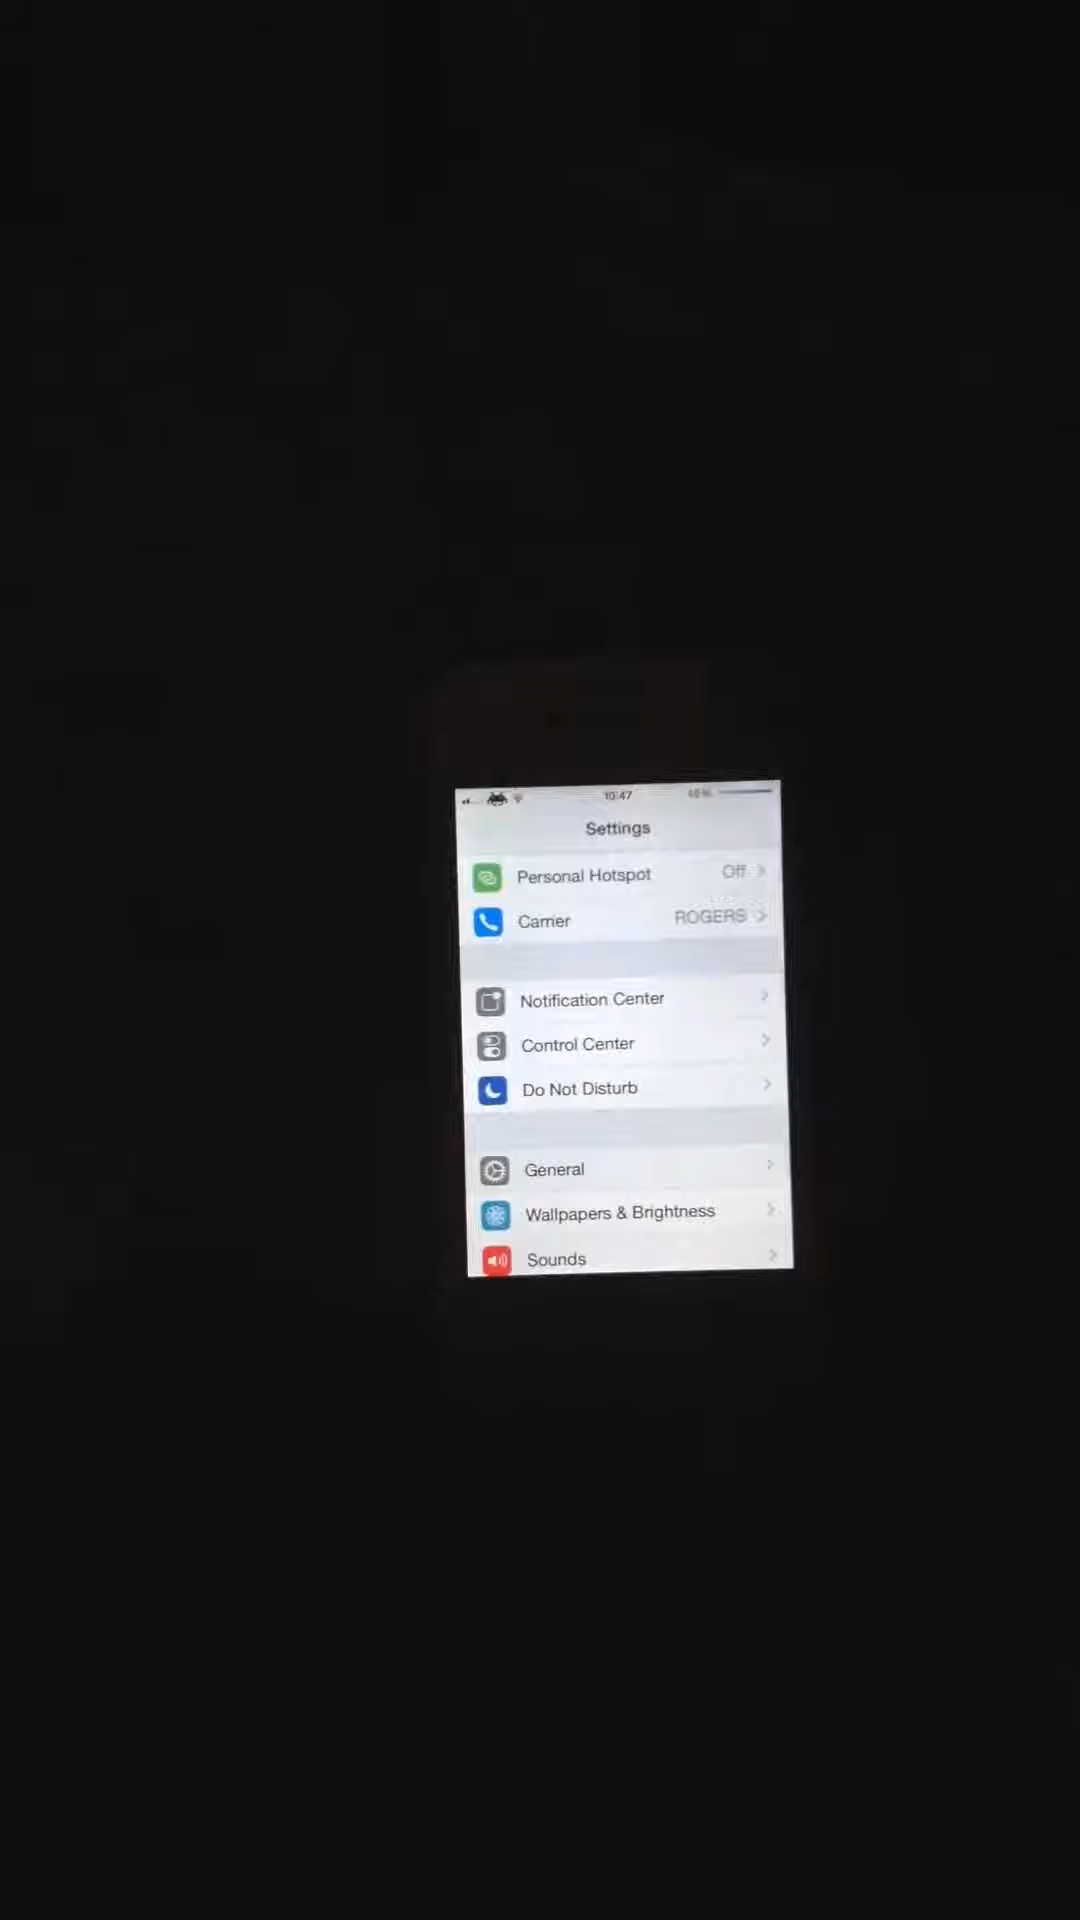 10:47
Settings
Personal Hotspot Off
Carrier ROGERS
Notification Center
Control Center
Do Not Disturb
General
Wallpapers & Brightness
Sounds